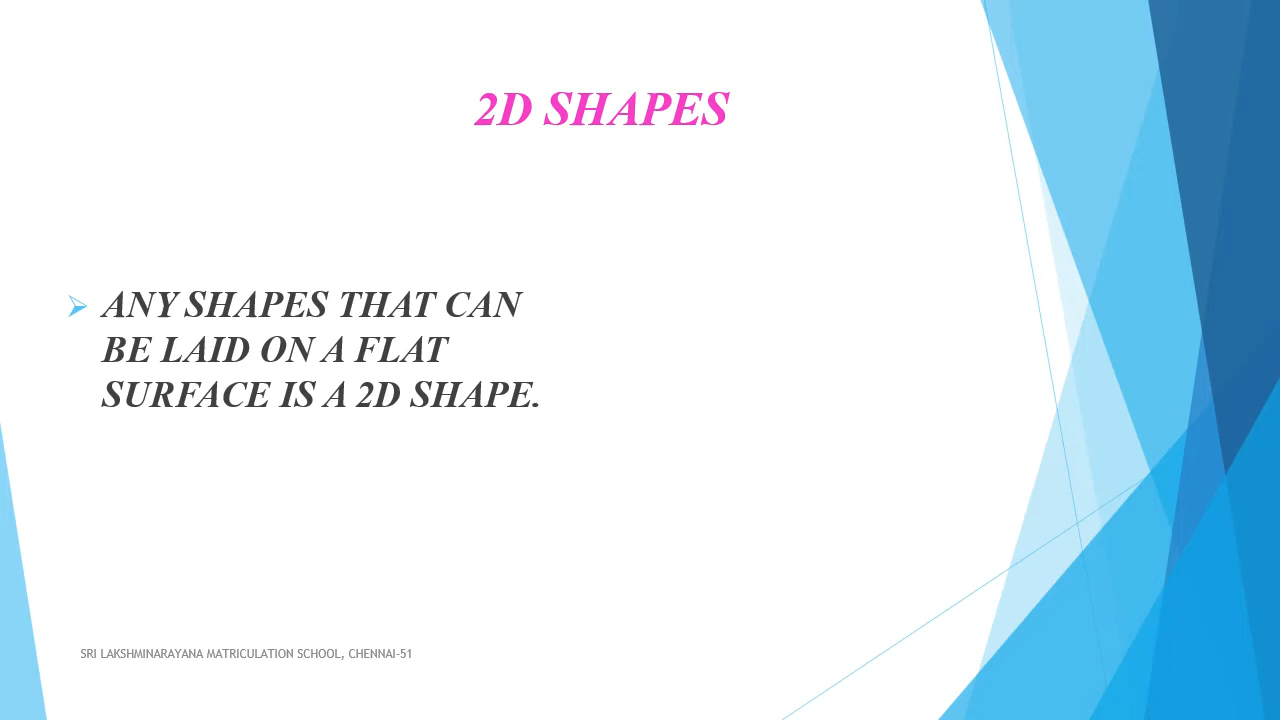 2D SHAPES
ANY SHAPES THAT CAN
BE LAID ON A FLAT
SURFACE IS A 2D SHAPE.
SRI LAKSHMINARAYANA MATRICULATION SCHOOL, CHENNAI-51